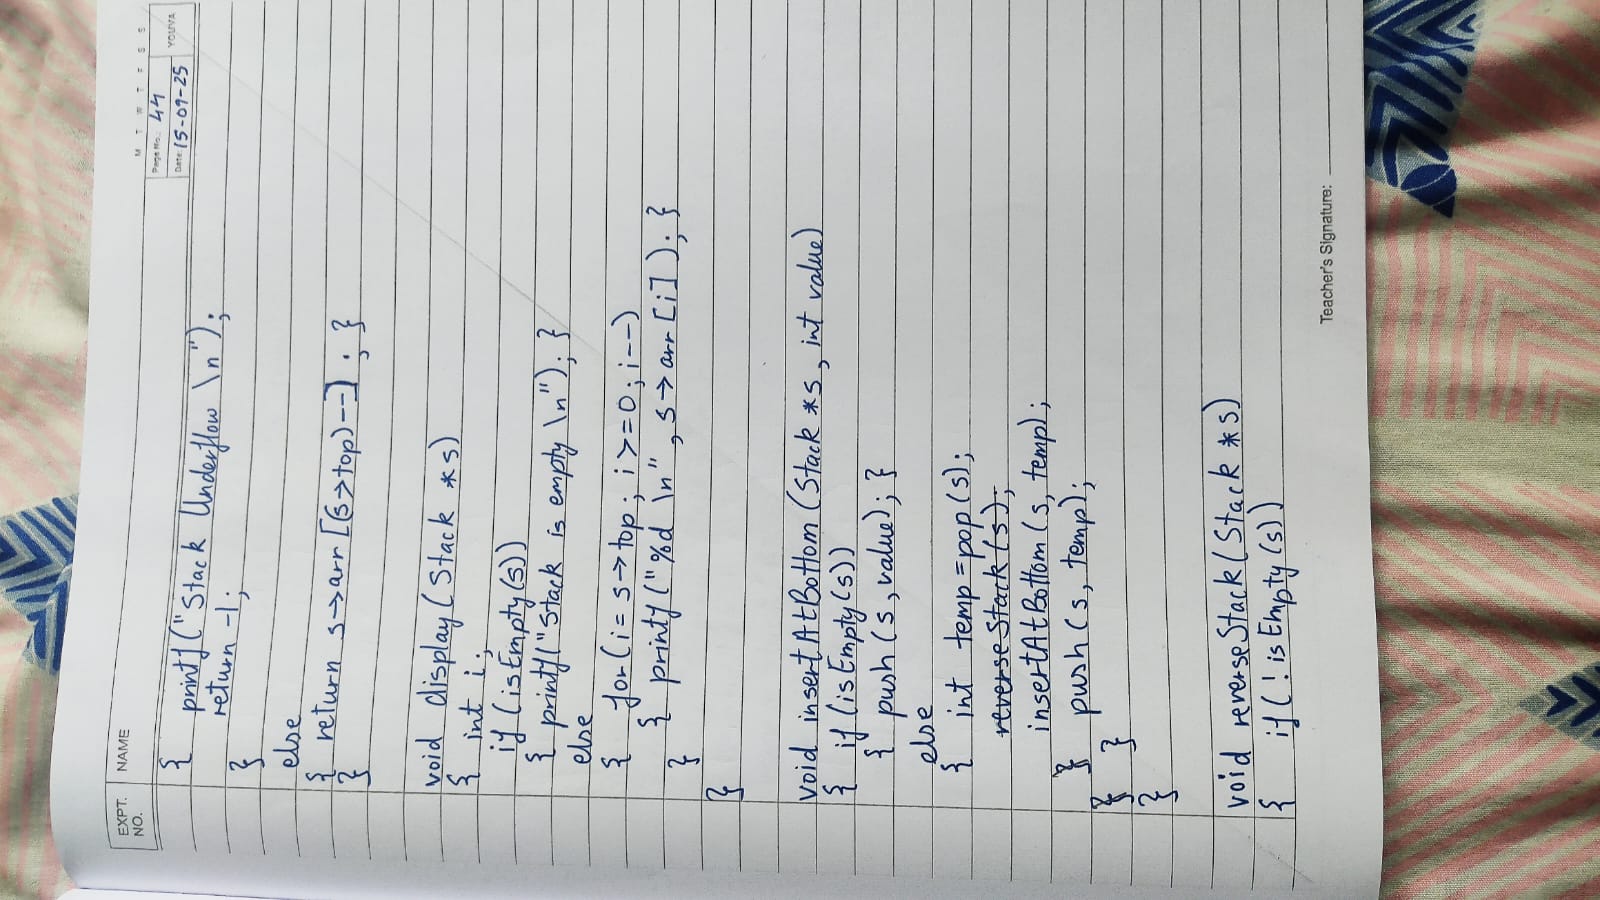 EXPT. NO.
NAME
M T W T F S S
Page No.: 44
Date: 15-09-25
YOUVA
{ printf("Stack Underflow \n");
return -1;
}
else
{ return s→arr[(s→top)--]; }
}
void display(Stack *s)
{ int i;
if (isEmpty(s))
{ printf("Stack is empty \n"); }
else
{ for(i= s→top; i>=0; i--)
{ printf("%d \n", s→arr[i]); }
}
}
void insertAtBottom(Stack *s, int value)
{ if (isEmpty(s))
{ push(s, value); }
else
{ int temp=pop(s);
reverseStack(s);
insertAtBottom(s, temp);
} push(s, temp);
} }
}
void reverseStack(Stack *s)
{ if(! isEmpty(s))
Teacher's Signature: